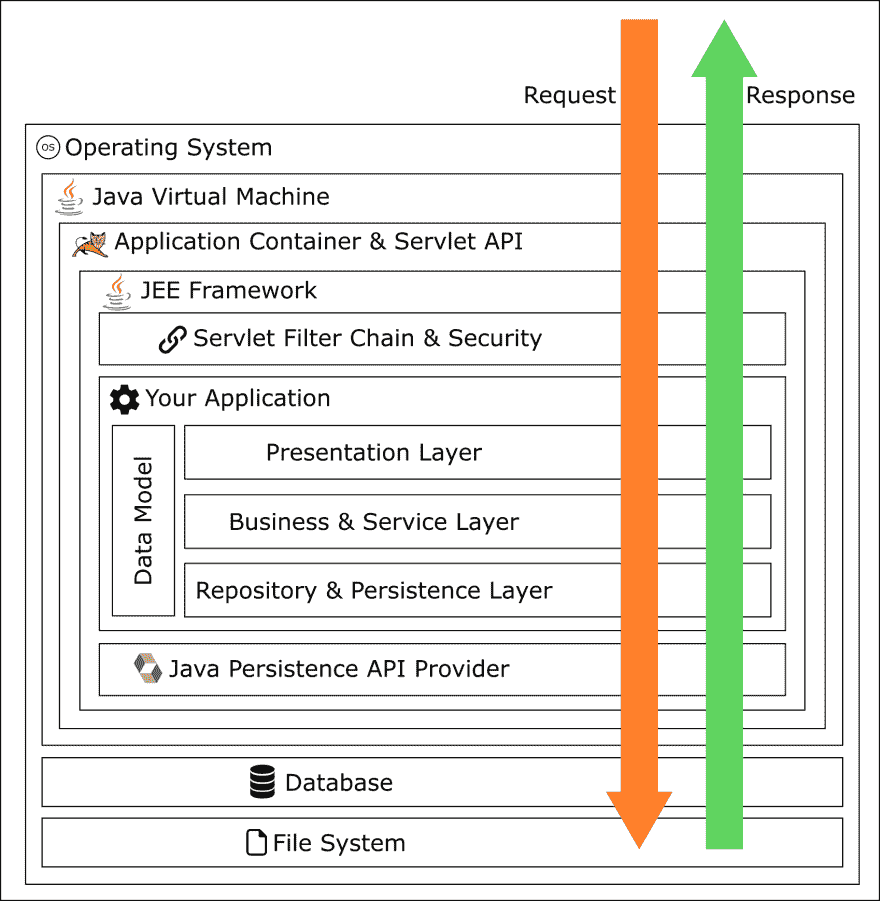 Request
Response
OS
Operating System
Java Virtual Machine
Application Container & Servlet API
JEE Framework
Servlet Filter Chain & Security
Your Application
Data Model
Presentation Layer
Business & Service Layer
Repository & Persistence Layer
Java Persistence API Provider
Database
File System